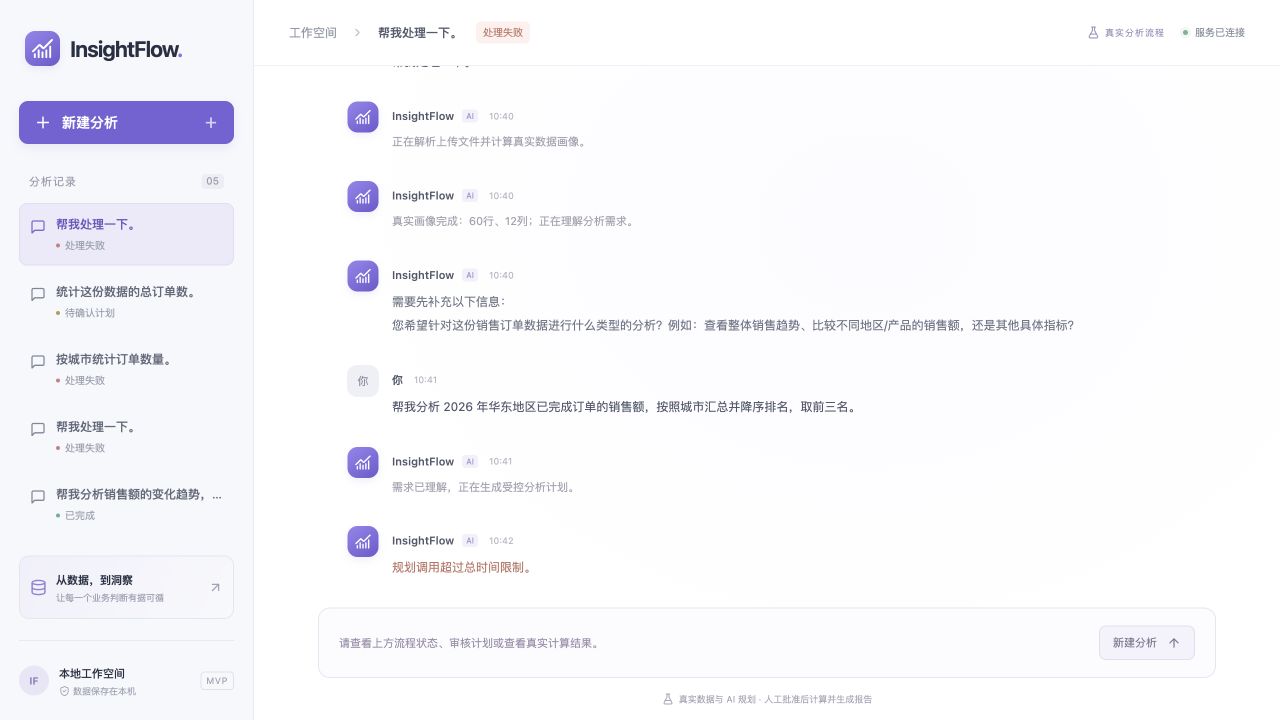 InsightFlow.
新建分析
分析记录 05
帮我处理一下。
处理失败
统计这份数据的总订单数。
待确认计划
按城市统计订单数量。
处理失败
帮我处理一下。
处理失败
帮我分析销售额的变化趋势，...
已完成
从数据，到洞察
让每一个业务判断有据可循
IF 本地工作空间
数据保存在本机
MVP
工作空间 帮我处理一下。 处理失败
真实分析流程 服务已连接
InsightFlow AI 10:40
正在解析上传文件并计算真实数据画像。
InsightFlow AI 10:40
真实画像完成：60行、12列；正在理解分析需求。
InsightFlow AI 10:40
需要先补充以下信息：
您希望针对这份销售订单数据进行什么类型的分析？例如：查看整体销售趋势、比较不同地区/产品的销售额，还是其他具体指标?
你 你 10:41
帮我分析 2026 年华东地区已完成订单的销售额，按照城市汇总并降序排名，取前三名。
InsightFlow AI 10:41
需求已理解，正在生成受控分析计划。
InsightFlow AI 10:42
规划调用超过总时间限制。
请查看上方流程状态、审核计划或查看真实计算结果。
新建分析
真实数据与 AI 规划 · 人工批准后计算并生成报告